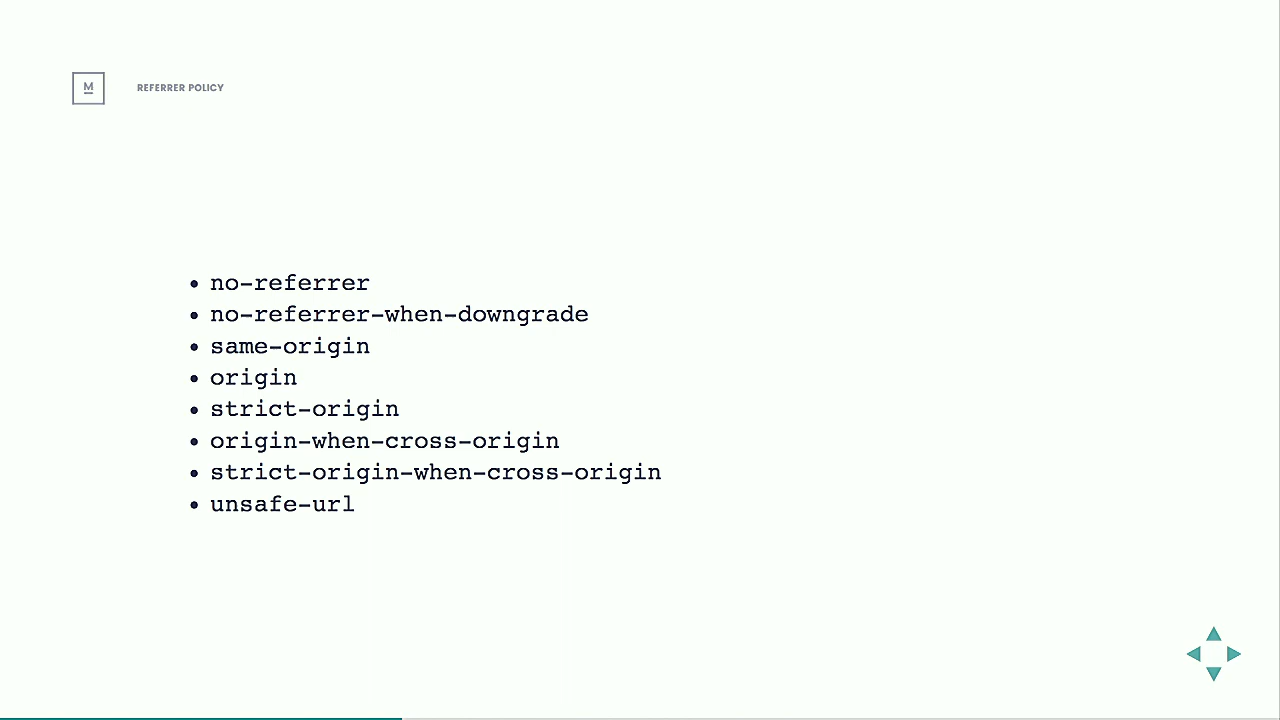 M
REFERRER POLICY
no-referrer
no-referrer-when-downgrade
same-origin
origin
strict-origin
origin-when-cross-origin
strict-origin-when-cross-origin
unsafe-url